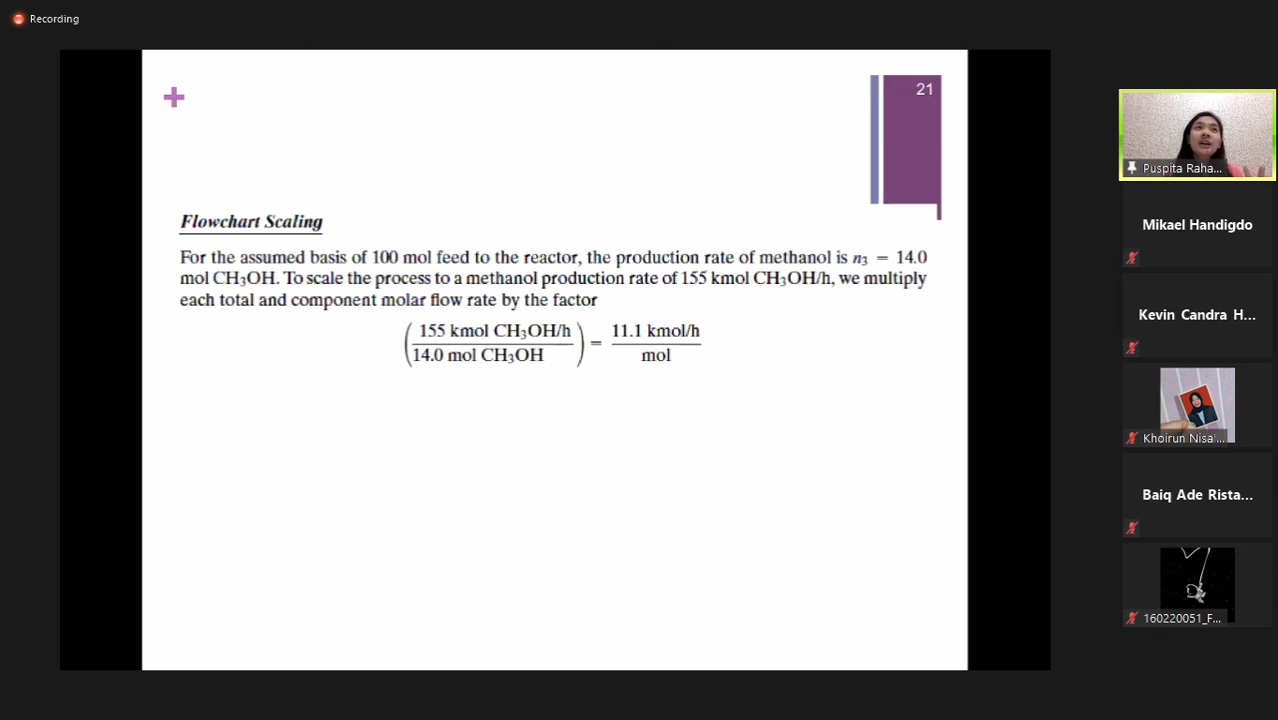 Recording
21
Flowchart Scaling
For the assumed basis of 100 mol feed to the reactor, the production rate of methanol is n₃ = 14.0
mol CH₃OH. To scale the process to a methanol production rate of 155 kmol CH₃OH/h, we multiply
each total and component molar flow rate by the factor
(155 kmol CH₃OH/h / 14.0 mol CH₃OH) = 11.1 kmol/h / mol
Puspita Raha...
Mikael Handigdo
Kevin Candra H...
Khoirun Nisa'...
Baiq Ade Rista...
160220051_F...